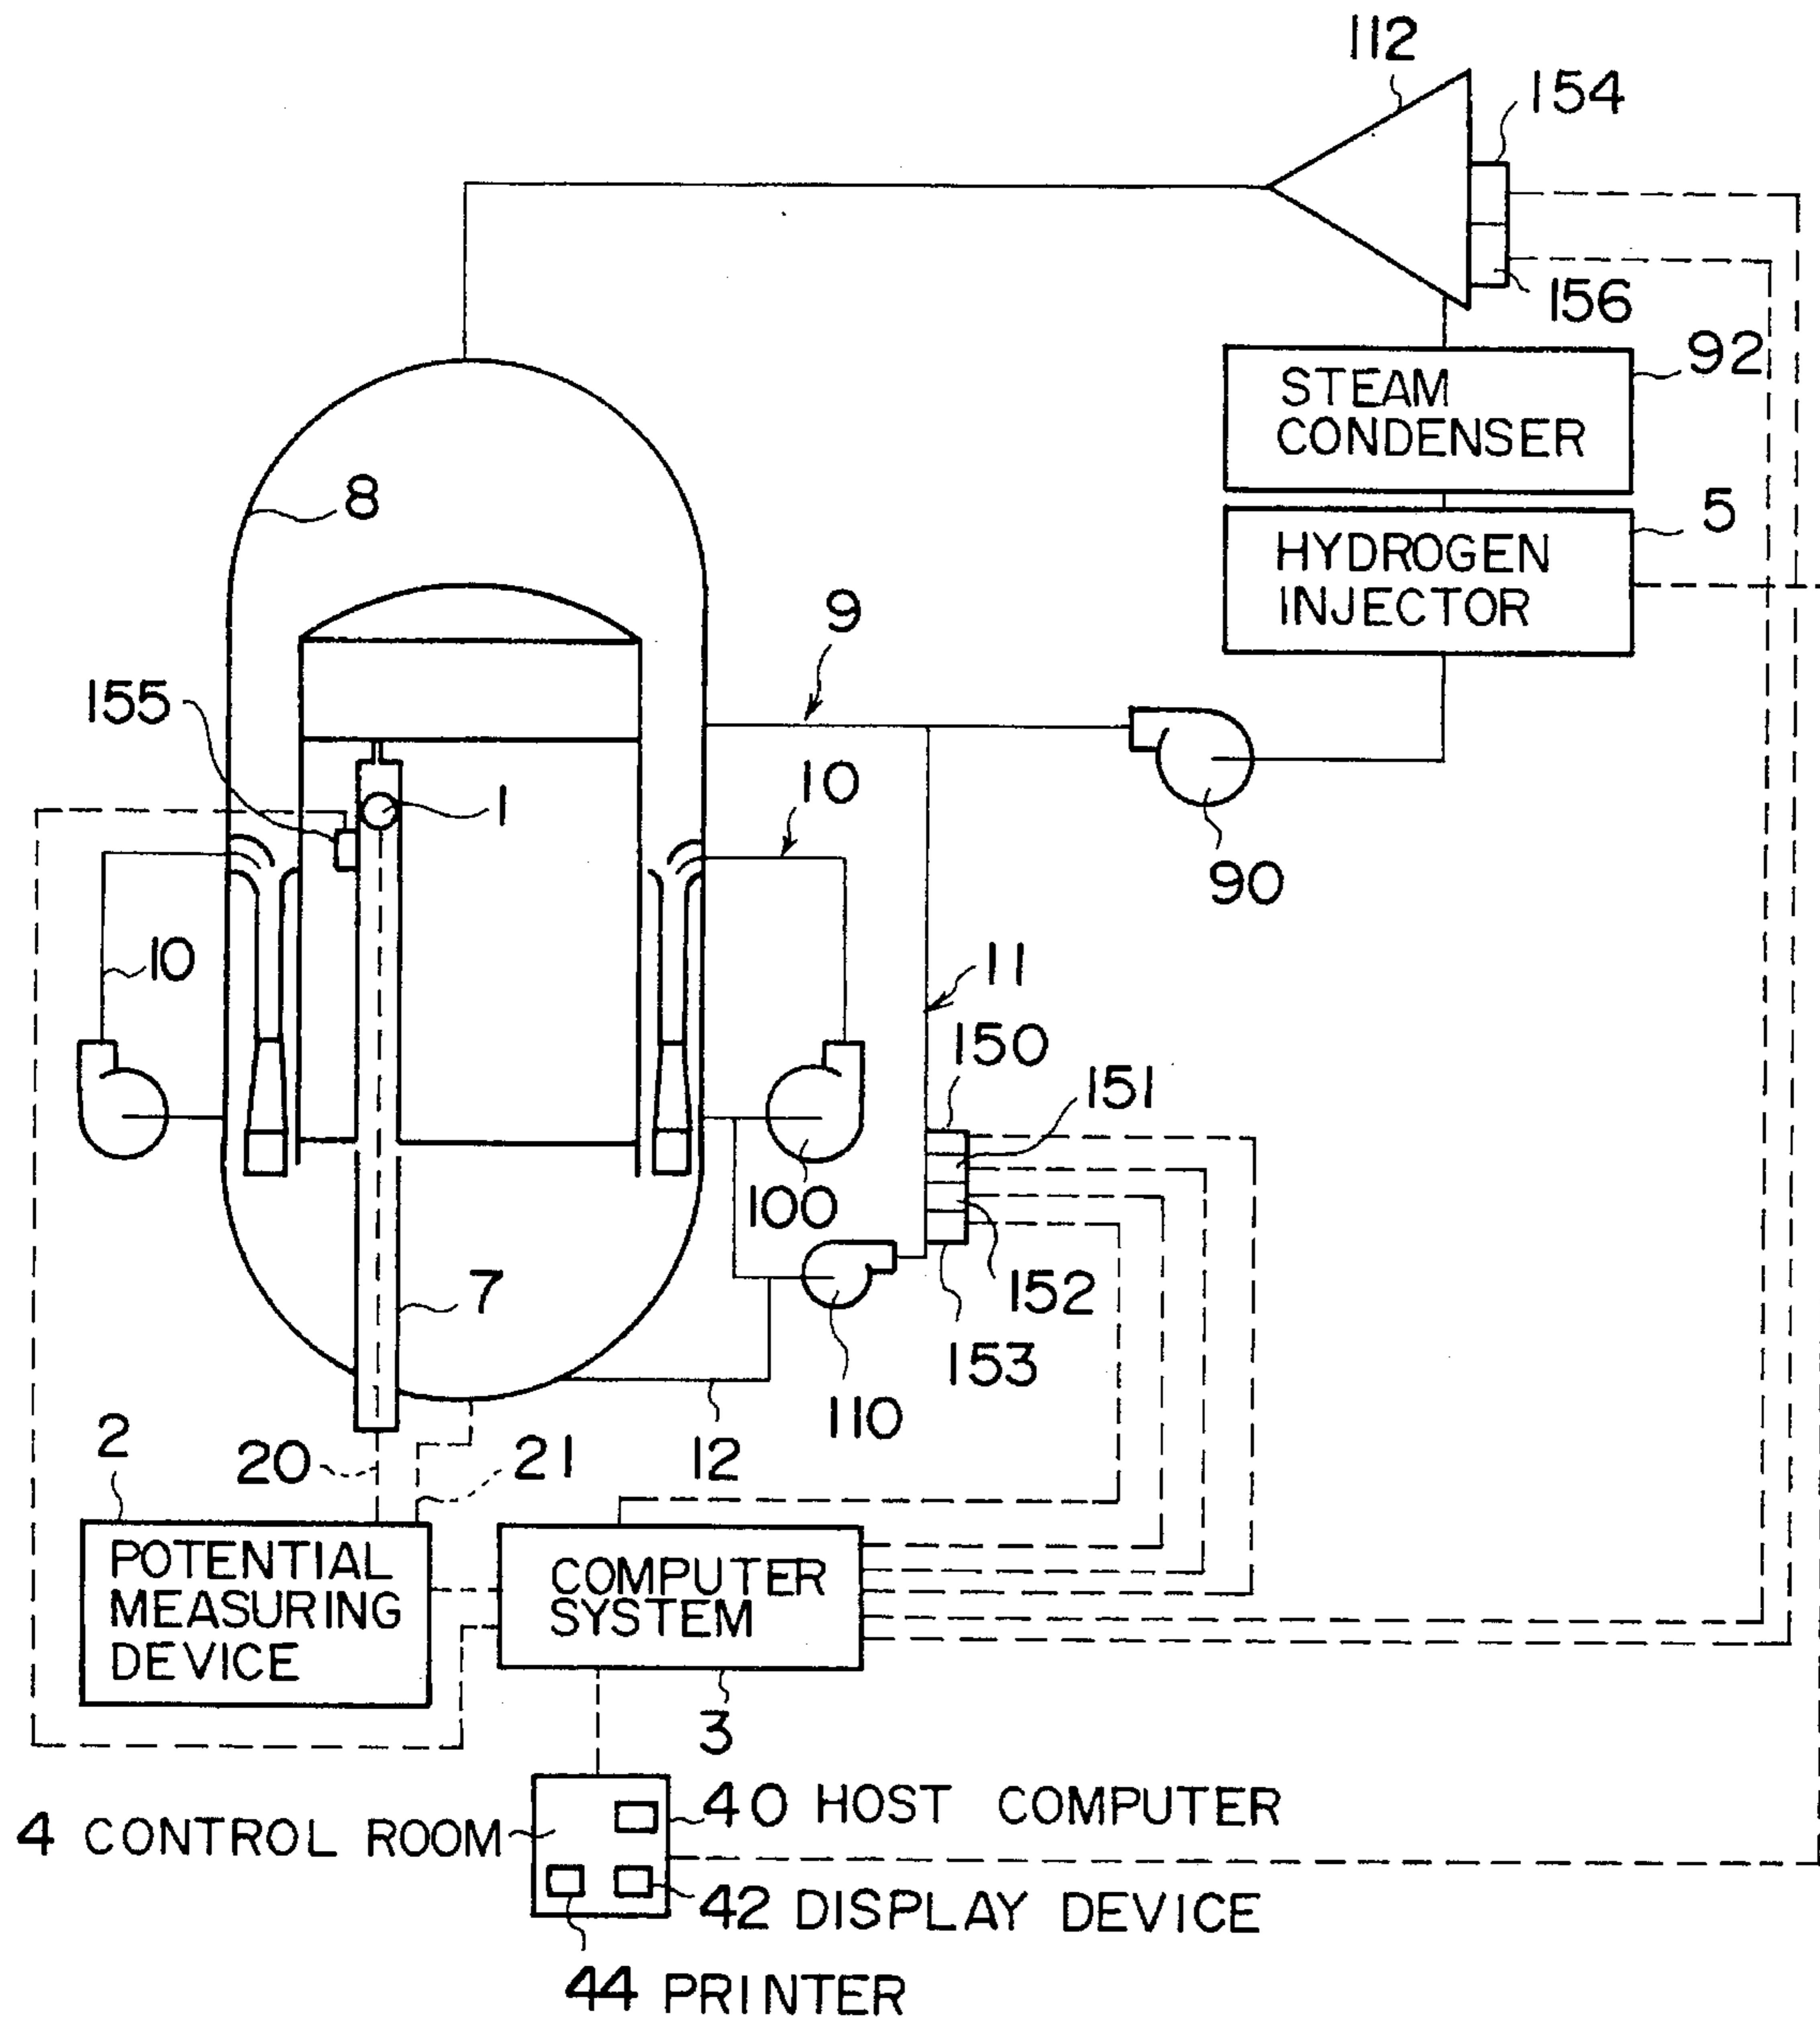 112
154
156
92
STEAM
CONDENSER
5
HYDROGEN
INJECTOR
8
9
155
1
10
90
10
11
150
151
100
152
7
153
110
2
20
21
12
POTENTIAL
MEASURING
DEVICE
COMPUTER
SYSTEM
3
40 HOST COMPUTER
4 CONTROL ROOM
42 DISPLAY DEVICE
44 PRINTER